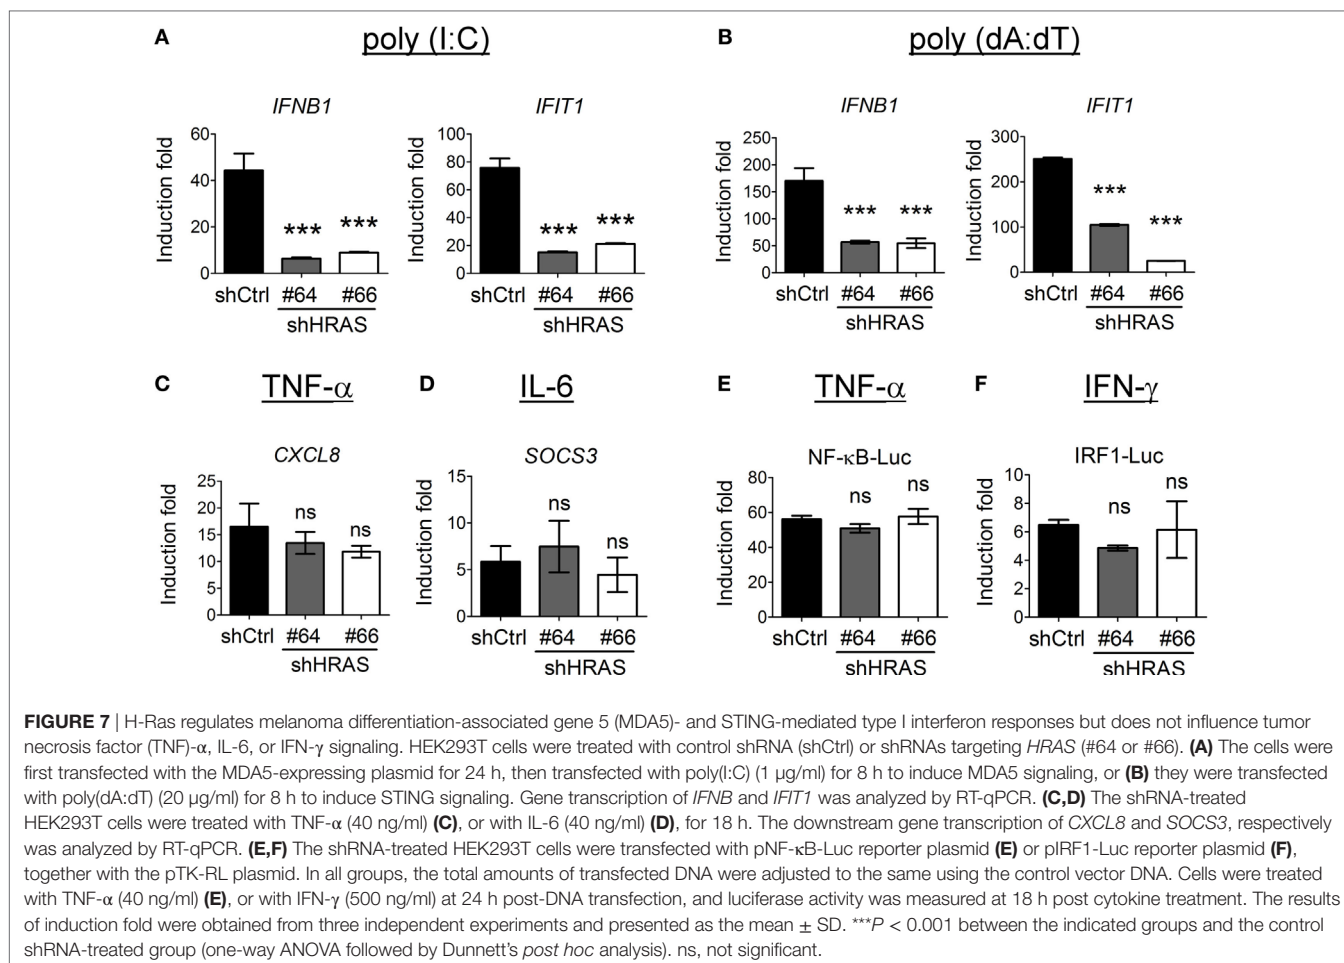 A poly (I:C)
B poly (dA:dT)
IFNB1
IFIT1
IFNB1
IFIT1
Induction fold
60
40
20
0
shCtrl #64 #66
shHRAS
***
***
Induction fold
100
80
60
40
20
0
shCtrl #64 #66
shHRAS
***
***
Induction fold
250
200
150
100
50
0
shCtrl #64 #66
shHRAS
***
***
Induction fold
300
200
100
0
shCtrl #64 #66
shHRAS
***
***
C TNF-α
D IL-6
E TNF-α
F IFN-γ
CXCL8
SOCS3
NF-κB-Luc
IRF1-Luc
Induction fold
25
20
15
10
5
0
shCtrl #64 #66
shHRAS
ns
ns
Induction fold
15
10
5
0
shCtrl #64 #66
shHRAS
ns
ns
Induction fold
80
60
40
20
0
shCtrl #64 #66
shHRAS
ns
ns
Induction fold
10
8
6
4
2
0
shCtrl #64 #66
shHRAS
ns
ns
FIGURE 7 | H-Ras regulates melanoma differentiation-associated gene 5 (MDA5)- and STING-mediated type I interferon responses but does not influence tumor
necrosis factor (TNF)-α, IL-6, or IFN-γ signaling. HEK293T cells were treated with control shRNA (shCtrl) or shRNAs targeting HRAS (#64 or #66). (A) The cells were
first transfected with the MDA5-expressing plasmid for 24 h, then transfected with poly(I:C) (1 µg/ml) for 8 h to induce MDA5 signaling, or (B) they were transfected
with poly(dA:dT) (20 µg/ml) for 8 h to induce STING signaling. Gene transcription of IFNB and IFIT1 was analyzed by RT-qPCR. (C,D) The shRNA-treated
HEK293T cells were treated with TNF-α (40 ng/ml) (C), or with IL-6 (40 ng/ml) (D), for 18 h. The downstream gene transcription of CXCL8 and SOCS3, respectively
was analyzed by RT-qPCR. (E,F) The shRNA-treated HEK293T cells were transfected with pNF-κB-Luc reporter plasmid (E) or pIRF1-Luc reporter plasmid (F),
together with the pTK-RL plasmid. In all groups, the total amounts of transfected DNA were adjusted to the same using the control vector DNA. Cells were treated
with TNF-α (40 ng/ml) (E), or with IFN-γ (500 ng/ml) at 24 h post-DNA transfection, and luciferase activity was measured at 18 h post cytokine treatment. The results
of induction fold were obtained from three independent experiments and presented as the mean ± SD. ***P < 0.001 between the indicated groups and the control
shRNA-treated group (one-way ANOVA followed by Dunnett's post hoc analysis). ns, not significant.